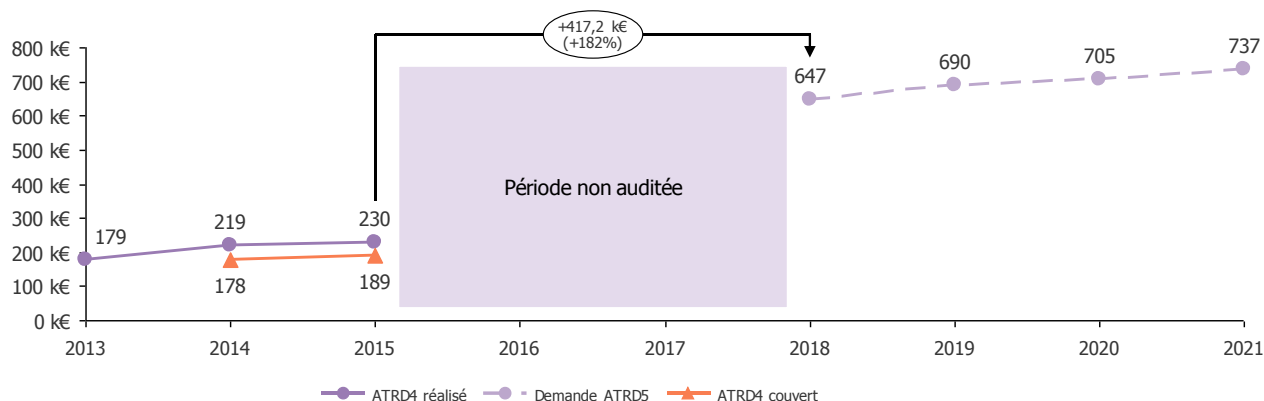 +417,2 k€
(+182%)
800 k€
700 k€
600 k€
500 k€
400 k€
300 k€
200 k€
100 k€
0 k€
179
219
230
178
189
Période non auditée
647
690
705
737
2013
2014
2015
2016
2017
2018
2019
2020
2021
ATRD4 réalisé
Demande ATRD5
ATRD4 couvert